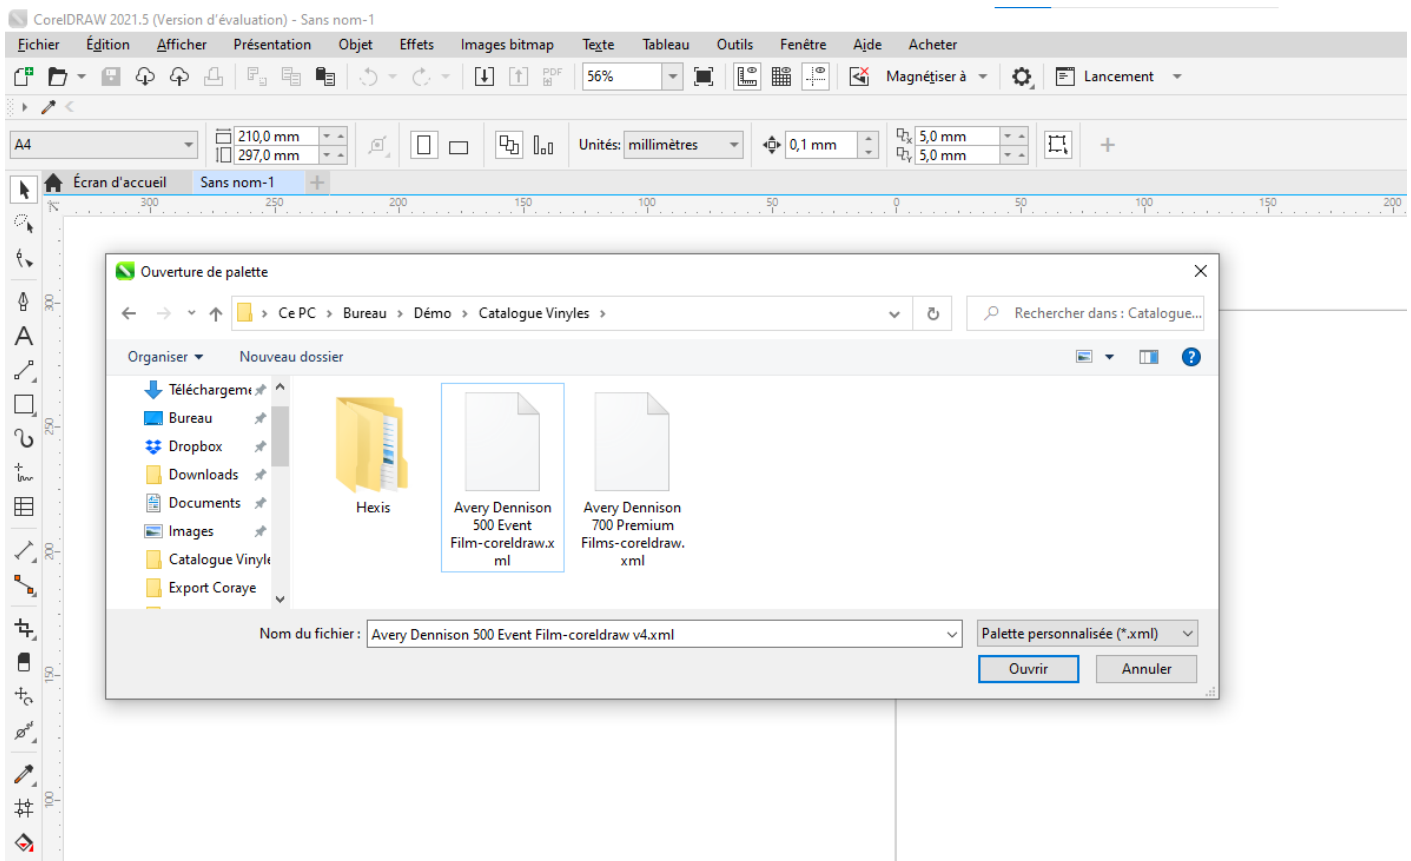 CorelDRAW 2021.5 (Version d'évaluation) - Sans nom-1
Fichier Édition Afficher Présentation Objet Effets Images bitmap Texte Tableau Outils Fenêtre Aide Acheter
PDF 56% Magnétiser à Lancement
A4 210,0 mm 297,0 mm Unités: millimètres 0,1 mm 5,0 mm 5,0 mm
Écran d'accueil Sans nom-1
300 250 200 150 100 50 0 50 100 150 200
Ouverture de palette
Ce PC > Bureau > Démo > Catalogue Vinyles >
Rechercher dans : Catalogue...
Organiser Nouveau dossier
Téléchargeme
Bureau
Dropbox
Downloads
Documents
Images
Catalogue Vinyle
Export Coraye
Hexis
Avery Dennison
500 Event
Film-coreldraw.x
ml
Avery Dennison
700 Premium
Films-coreldraw.
xml
Nom du fichier : Avery Dennison 500 Event Film-coreldraw v4.xml
Palette personnalisée (*.xml)
Ouvrir Annuler
300
250
200
150
100